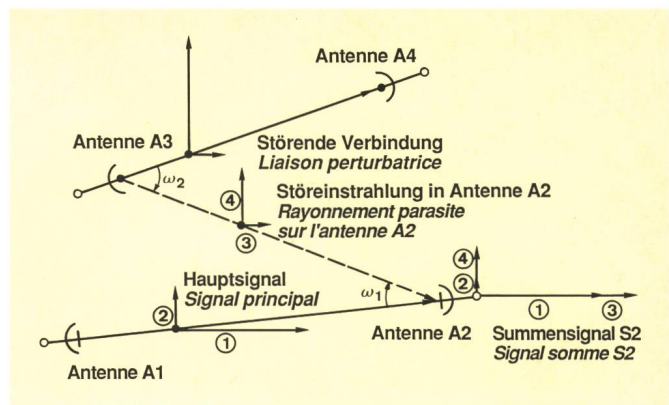 Antenne A4
Antenne A3
Störende Verbindung
Liaison perturbatrice
ω2
④
Störeinstrahlung in Antenne A2
Rayonnement parasite
sur l'antenne A2
③
Hauptsignal
Signal principal
ω1
④
②
②
①
①
③
Antenne A2
Summensignal S2
Signal somme S2
Antenne A1